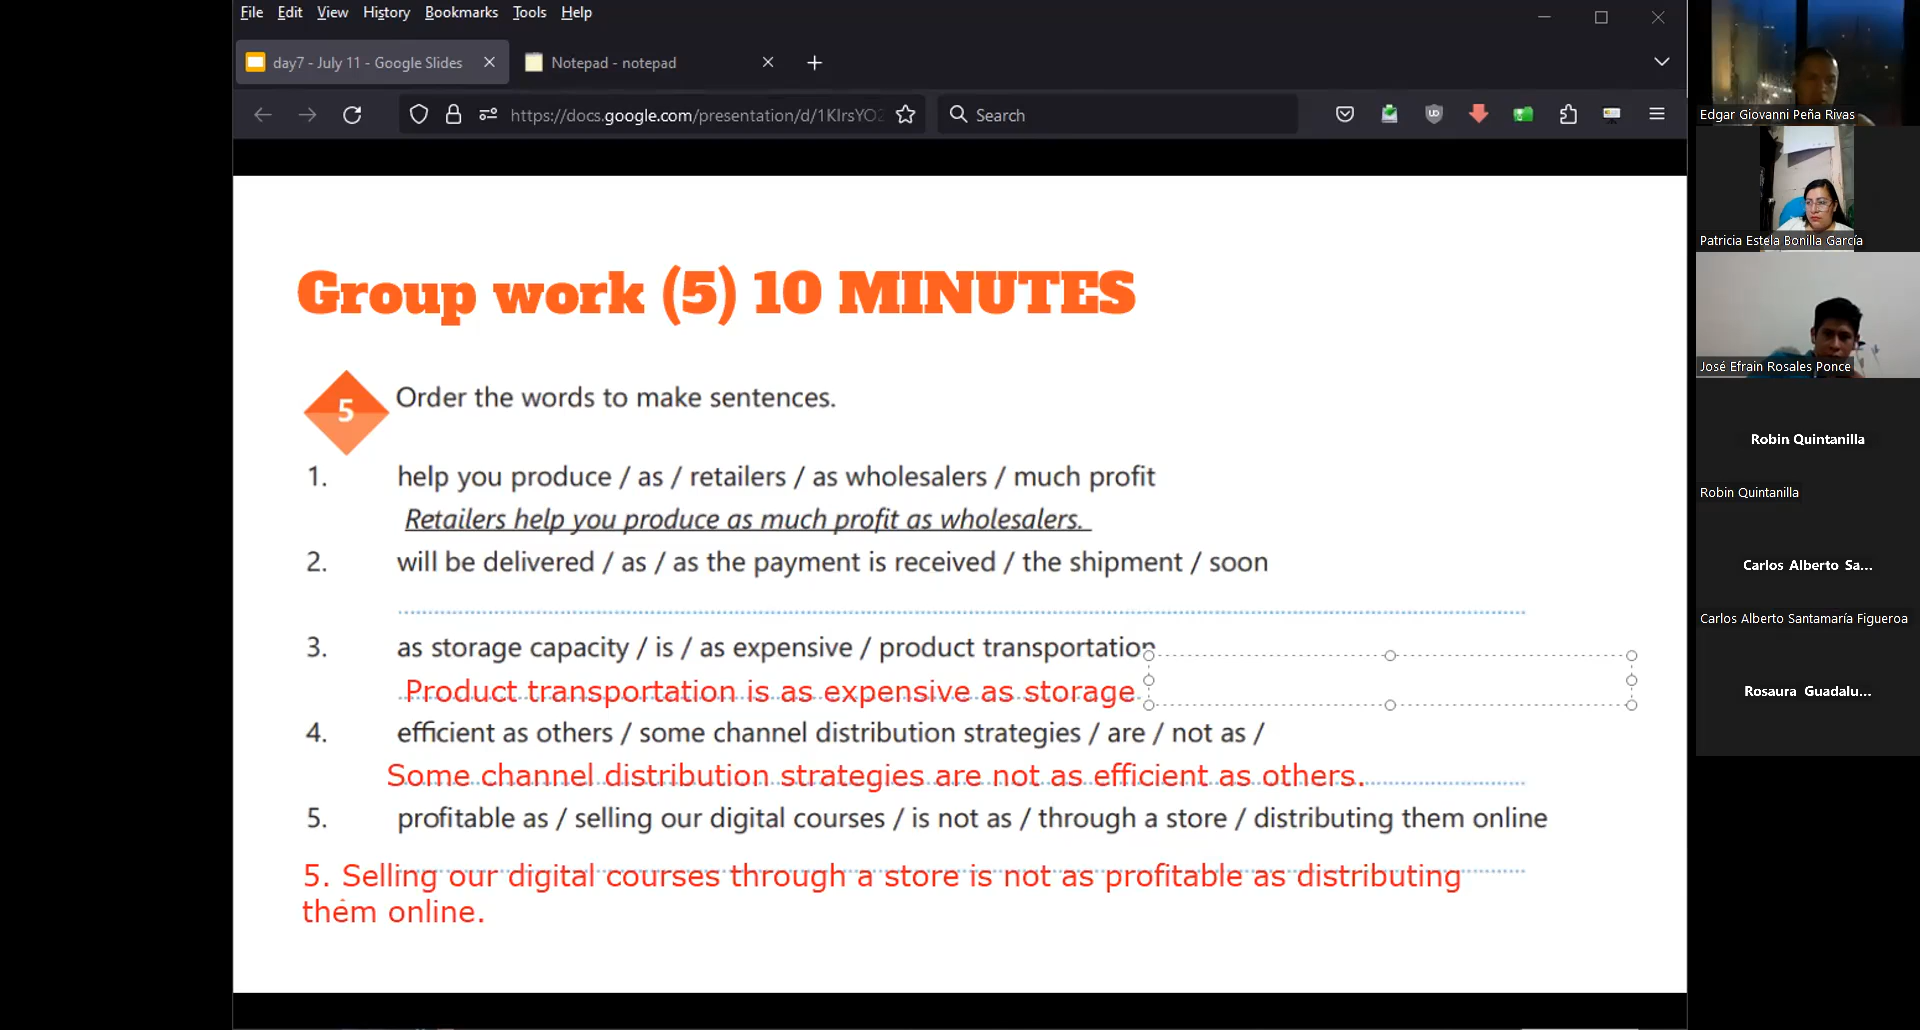 File Edit View History Bookmarks Tools Help
day7 - July 11 - Google Slides
Notepad - notepad
https://docs.google.com/presentation/d/1KIrsYO
Search
Group work (5) 10 MINUTES
5 Order the words to make sentences.
1. help you produce / as / retailers / as wholesalers / much profit
Retailers help you produce as much profit as wholesalers.
2. will be delivered / as / as the payment is received / the shipment / soon
3. as storage capacity / is / as expensive / product transportation
Product transportation is as expensive as storage
4. efficient as others / some channel distribution strategies / are / not as /
Some channel distribution strategies are not as efficient as others.
5. profitable as / selling our digital courses / is not as / through a store / distributing them online
5. Selling our digital courses through a store is not as profitable as distributing
them online.
Edgar Giovanni Peña Rivas
Patricia Estela Bonilla García
José Efrain Rosales Ponce
Robin Quintanilla
Robin Quintanilla
Carlos Alberto Sa...
Carlos Alberto Santamaría Figueroa
Rosaura Guadalu...